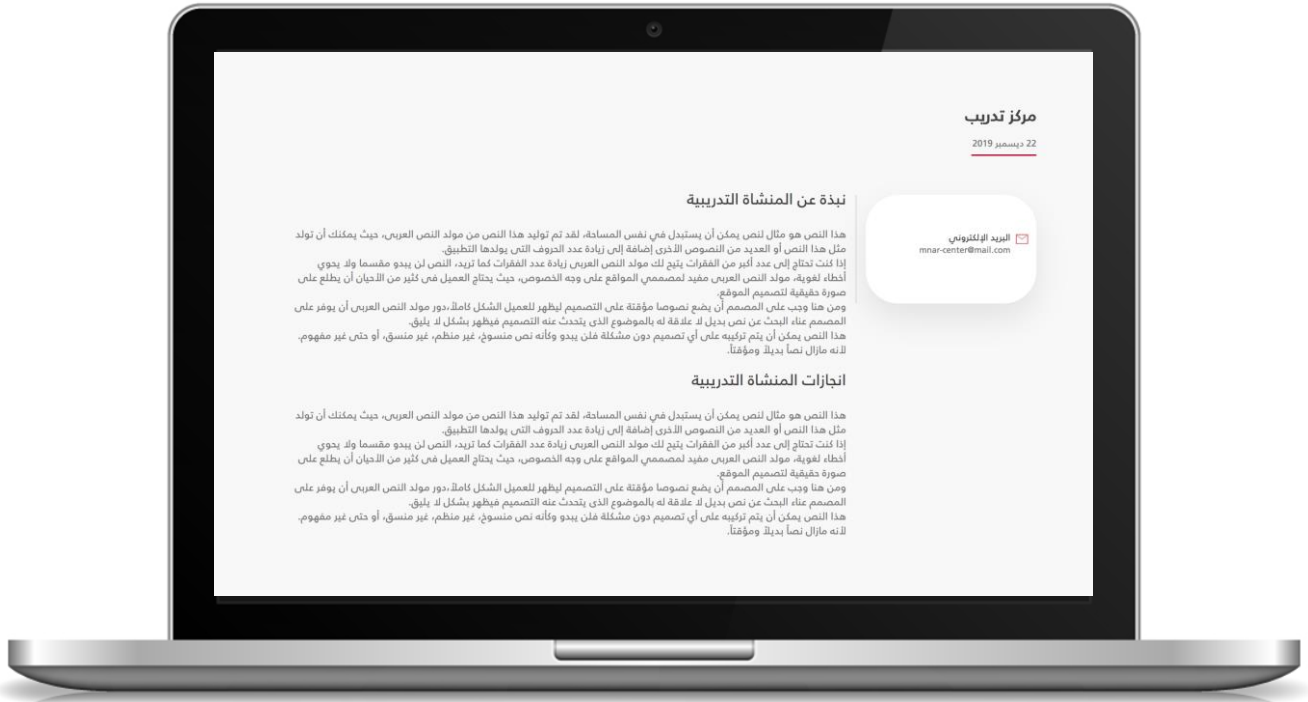 مركز تدريب
22 ديسمبر 2019
البريد الإلكتروني
mnar-center@mail.com
نبذة عن المنشاة التدريبية
هذا النص هو مثال لنص يمكن أن يستبدل في نفس المساحة، لقد تم توليد هذا النص من مولد النص العربى، حيث يمكنك أن تولد
مثل هذا النص أو العديد من النصوص الأخرى إضافة إلى زيادة عدد الحروف التى يولدها التطبيق.
إذا كنت تحتاج إلى عدد أكبر من الفقرات يتيح لك مولد النص العربى زيادة عدد الفقرات كما تريد، النص لن يبدو مقسما ولا يحوي
أخطاء لغوية، مولد النص العربى مفيد لمصممي المواقع على وجه الخصوص، حيث يحتاج العميل فى كثير من الأحيان أن يطلع على
صورة حقيقية لتصميم الموقع.
ومن هنا وجب على المصمم أن يضع نصوصا مؤقتة على التصميم ليظهر للعميل الشكل كاملاً،دور مولد النص العربى أن يوفر على
المصمم عناء البحث عن نص بديل لا علاقة له بالموضوع الذى يتحدث عنه التصميم فيظهر بشكل لا يليق.
هذا النص يمكن أن يتم تركيبه على أي تصميم دون مشكلة فلن يبدو وكأنه نص منسوخ، غير منظم، غير منسق، أو حتى غير مفهوم.
لأنه مازال نصاً بديلاً ومؤقتاً.
انجازات المنشاة التدريبية
هذا النص هو مثال لنص يمكن أن يستبدل في نفس المساحة، لقد تم توليد هذا النص من مولد النص العربى، حيث يمكنك أن تولد
مثل هذا النص أو العديد من النصوص الأخرى إضافة إلى زيادة عدد الحروف التى يولدها التطبيق.
إذا كنت تحتاج إلى عدد أكبر من الفقرات يتيح لك مولد النص العربى زيادة عدد الفقرات كما تريد، النص لن يبدو مقسما ولا يحوي
أخطاء لغوية، مولد النص العربى مفيد لمصممي المواقع على وجه الخصوص، حيث يحتاج العميل فى كثير من الأحيان أن يطلع على
صورة حقيقية لتصميم الموقع.
ومن هنا وجب على المصمم أن يضع نصوصا مؤقتة على التصميم ليظهر للعميل الشكل كاملاً،دور مولد النص العربى أن يوفر على
المصمم عناء البحث عن نص بديل لا علاقة له بالموضوع الذى يتحدث عنه التصميم فيظهر بشكل لا يليق.
هذا النص يمكن أن يتم تركيبه على أي تصميم دون مشكلة فلن يبدو وكأنه نص منسوخ، غير منظم، غير منسق، أو حتى غير مفهوم.
لأنه مازال نصاً بديلاً ومؤقتاً.